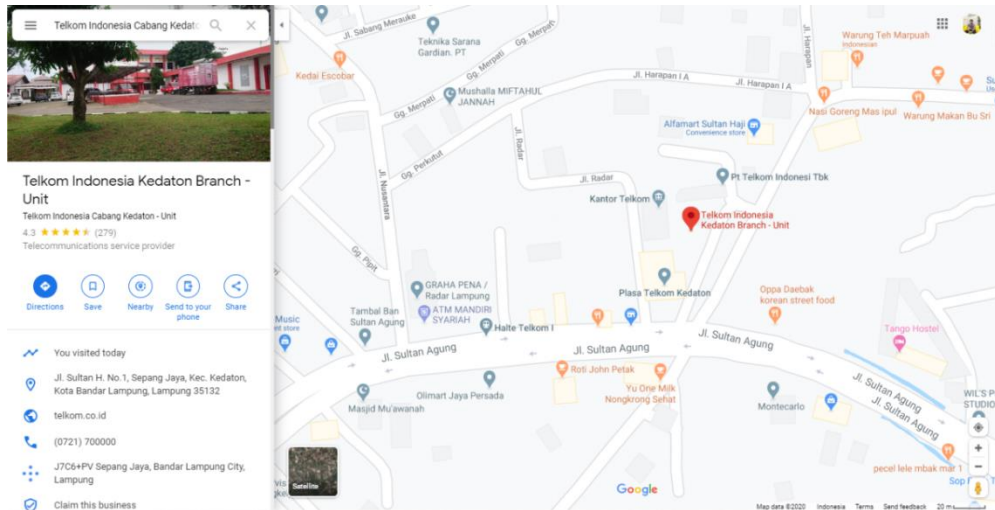 Telkom Indonesia Cabang Kedat
Telkom Indonesia Kedaton Branch -
Unit
Telkom Indonesia Cabang Kedaton - Unit
4.3 (279)
Telecommunications service provider
Directions
Save
Nearby
Send to your
phone
Share
You visited today
Jl. Sultan H. No.1, Sepang Jaya, Kec. Kedaton,
Kota Bandar Lampung, Lampung 35132
telkom.co.id
(0721) 700000
J7C6+PV Sepang Jaya, Bandar Lampung City,
Lampung
Claim this business
Jl. Sabang Merauke
Teknika Sarana
Gardian. PT
Gg. Merpati
Gg. Merpati
Kedai Escobar
Mushalla MIFTAHUL
JANNAH
Gg. Merpati
Jl. Harapan I A
Jl. Harapan I A
Jl. Harapan
Warung Teh Marpuah
Indonesian
Su
Nasi Goreng Mas ipul
Warung Makan Bu Sri
Alfamart Sultan Haji
Convenience store
Jl. Radar
Gg. Perkutut
Jl. Nusantara
Jl. Radar
Pt Telkom Indonesi Tbk
Kantor Telkom
Telkom Indonesia
Kedaton Branch - Unit
Gg. Pipit
GRAHA PENA /
Radar Lampung
ATM MANDIRI
SYARIAH
Plasa Telkom Kedaton
Oppa Daebak
korean street food
Music
nt store
Tambal Ban
Sultan Agung
Halte Telkom I
Tango Hostel
Jl. Sultan Agung
Jl. Sultan Agung
Jl. Sultan Agung
Jl. Sultan Agung
Jl. Sultan Agung
Roti John Petak
Yu One Milk
Nongkrong Sehat
Masjid Mu'awanah
Olimart Jaya Persada
Montecarlo
WIL'S P
STUDIO
pecel lele mbak mar 1
Sop
Satellite
Google
Map data ©2020
Indonesia
Terms
Send feedback
20 m